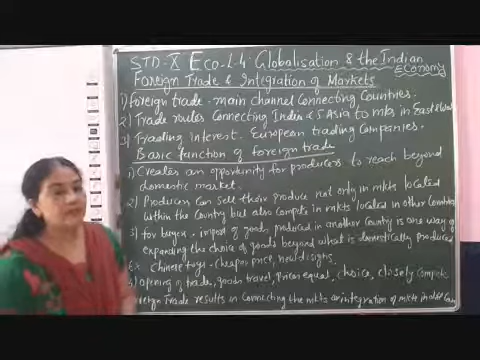 STD:- X Eco-L-4: Globalisation & the Indian Economy
Foreign Trade & Integration of Markets
1) Foreign trade - main channel connecting countries.
2) Trade routes connecting India & S Asia to mkts in East & West
3) Trading interest - European trading companies.
Basic function of foreign trade
1) Creates an opportunity for producers to reach beyond
domestic market.
2) Producers can sell their produce not only in mkts located
within the country but also compete in mkts located in other countries
3) for buyers - import of goods produced in another country is one way of
expanding the choice of goods beyond what is domestically produced
Ex: Chinese toys - cheaper price, new designs.
opening of trade, goods travel, prices equal, choice, closely compete
Foreign Trade results in connecting the mkts or integration of mkts in